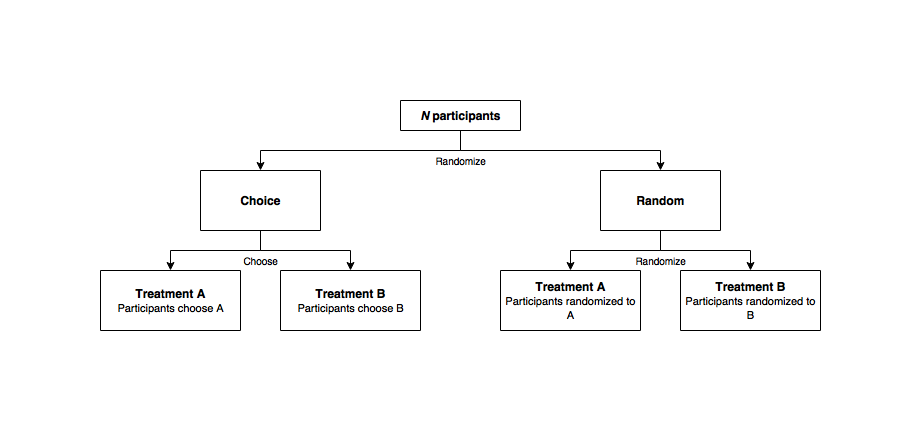 N participants
Randomize
Choice
Random
Choose
Randomize
Treatment A
Participants choose A
Treatment B
Participants choose B
Treatment A
Participants randomized to
A
Treatment B
Participants randomized to
B